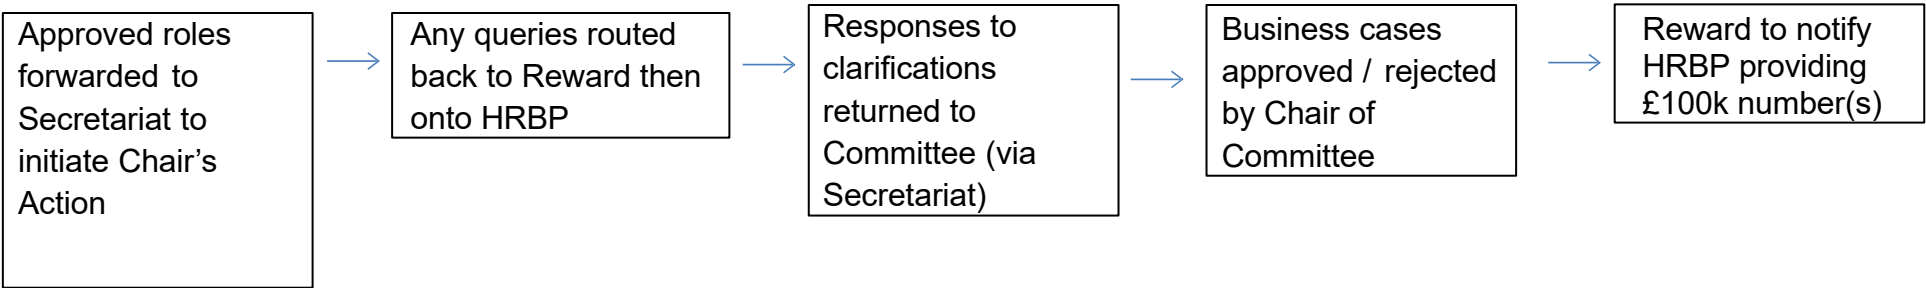 Approved roles
forwarded to
Secretariat to
initiate Chair’s
Action
Any queries routed
back to Reward then
onto HRBP
Responses to
clarifications
returned to
Committee (via
Secretariat)
Business cases
approved / rejected
by Chair of
Committee
Reward to notify
HRBP providing
£100k number(s)